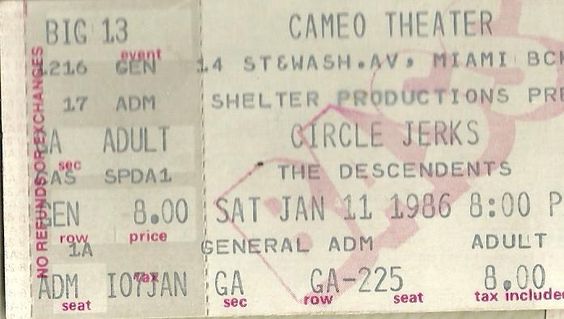 BIG 13
event
1216 GEN
17 ADM
GA ADULT
sec
CAS SPDA1
GEN 8.00
row price
1A
tax
ADM IO7JAN
seat
NO REFUNDS OR EXCHANGES
CAMEO THEATER
14 ST&WASH.AV, MIAMI BCH
SHELTER PRODUCTIONS PRE
CIRCLE JERKS
THE DESCENDENTS
SAT JAN 11 1986 8:00 P
GENERAL ADM ADULT
GA GA-225 8.00
sec row seat tax include
BASS